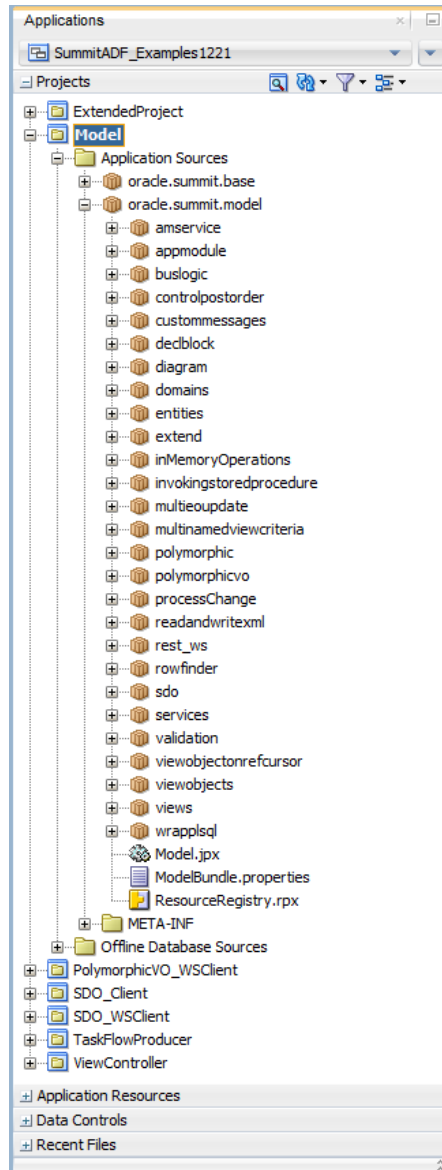 Applications
SummitADF_Examples1221
Projects
ExtendedProject
Model
Application Sources
oracle.summit.base
oracle.summit.model
amservice
appmodule
buslogic
controlpostorder
custommessages
declblock
diagram
domains
entities
extend
inMemoryOperations
invokingstoredprocedure
multieoupdate
multinamedviewcriteria
polymorphic
polymorphicvo
processChange
readandwritexml
rest_ws
rowfinder
sdo
services
validation
viewobjectonrefcursor
viewobjects
views
wrapplsql
Model.jpx
ModelBundle.properties
ResourceRegistry.rpx
META-INF
Offline Database Sources
PolymorphicVO_WSClient
SDO_Client
SDO_WSClient
TaskFlowProducer
ViewController
Application Resources
Data Controls
Recent Files